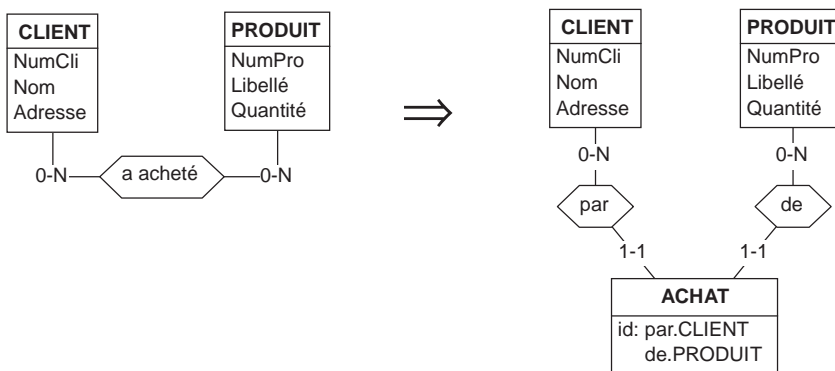 CLIENT
NumCli
Nom
Adresse
PRODUIT
NumPro
Libellé
Quantité
0-N
a acheté
0-N
⇒
CLIENT
NumCli
Nom
Adresse
PRODUIT
NumPro
Libellé
Quantité
0-N
0-N
par
de
1-1
1-1
ACHAT
id: par.CLIENT
de.PRODUIT